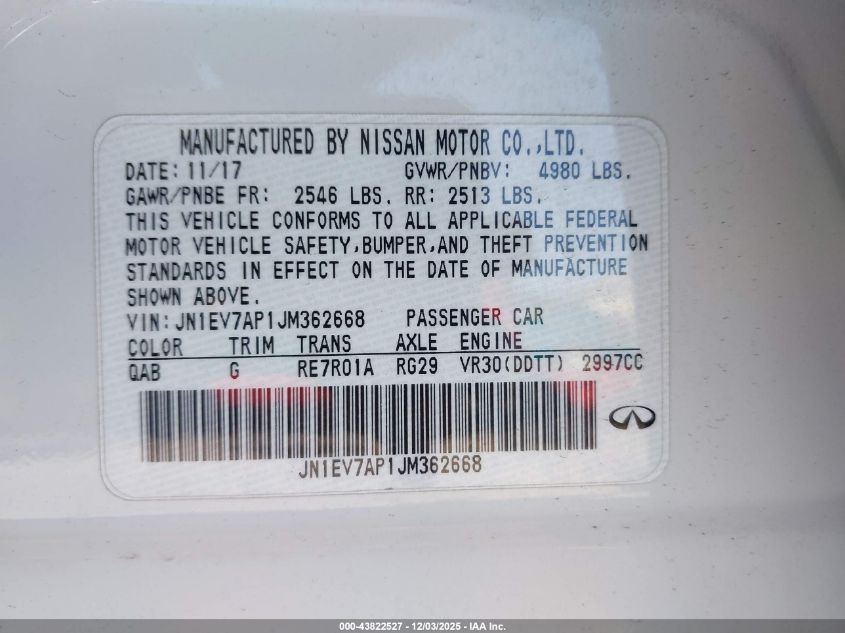 MANUFACTURED BY NISSAN MOTOR CO.,LTD.
DATE: 11/17 GVWR/PNBV: 4980 LBS.
GAWR/PNBE FR: 2546 LBS. RR: 2513 LBS.
THIS VEHICLE CONFORMS TO ALL APPLICABLE FEDERAL
MOTOR VEHICLE SAFETY,BUMPER,AND THEFT PREVENTION
STANDARDS IN EFFECT ON THE DATE OF MANUFACTURE
SHOWN ABOVE.
VIN: JN1EV7AP1JM362668 PASSENGER CAR
COLOR TRIM TRANS AXLE ENGINE
QAB G RE7R01A RG29 VR30(DDTT) 2997CC
JN1EV7AP1JM362668
000-43822527 - 12/03/2025 - IAA Inc.